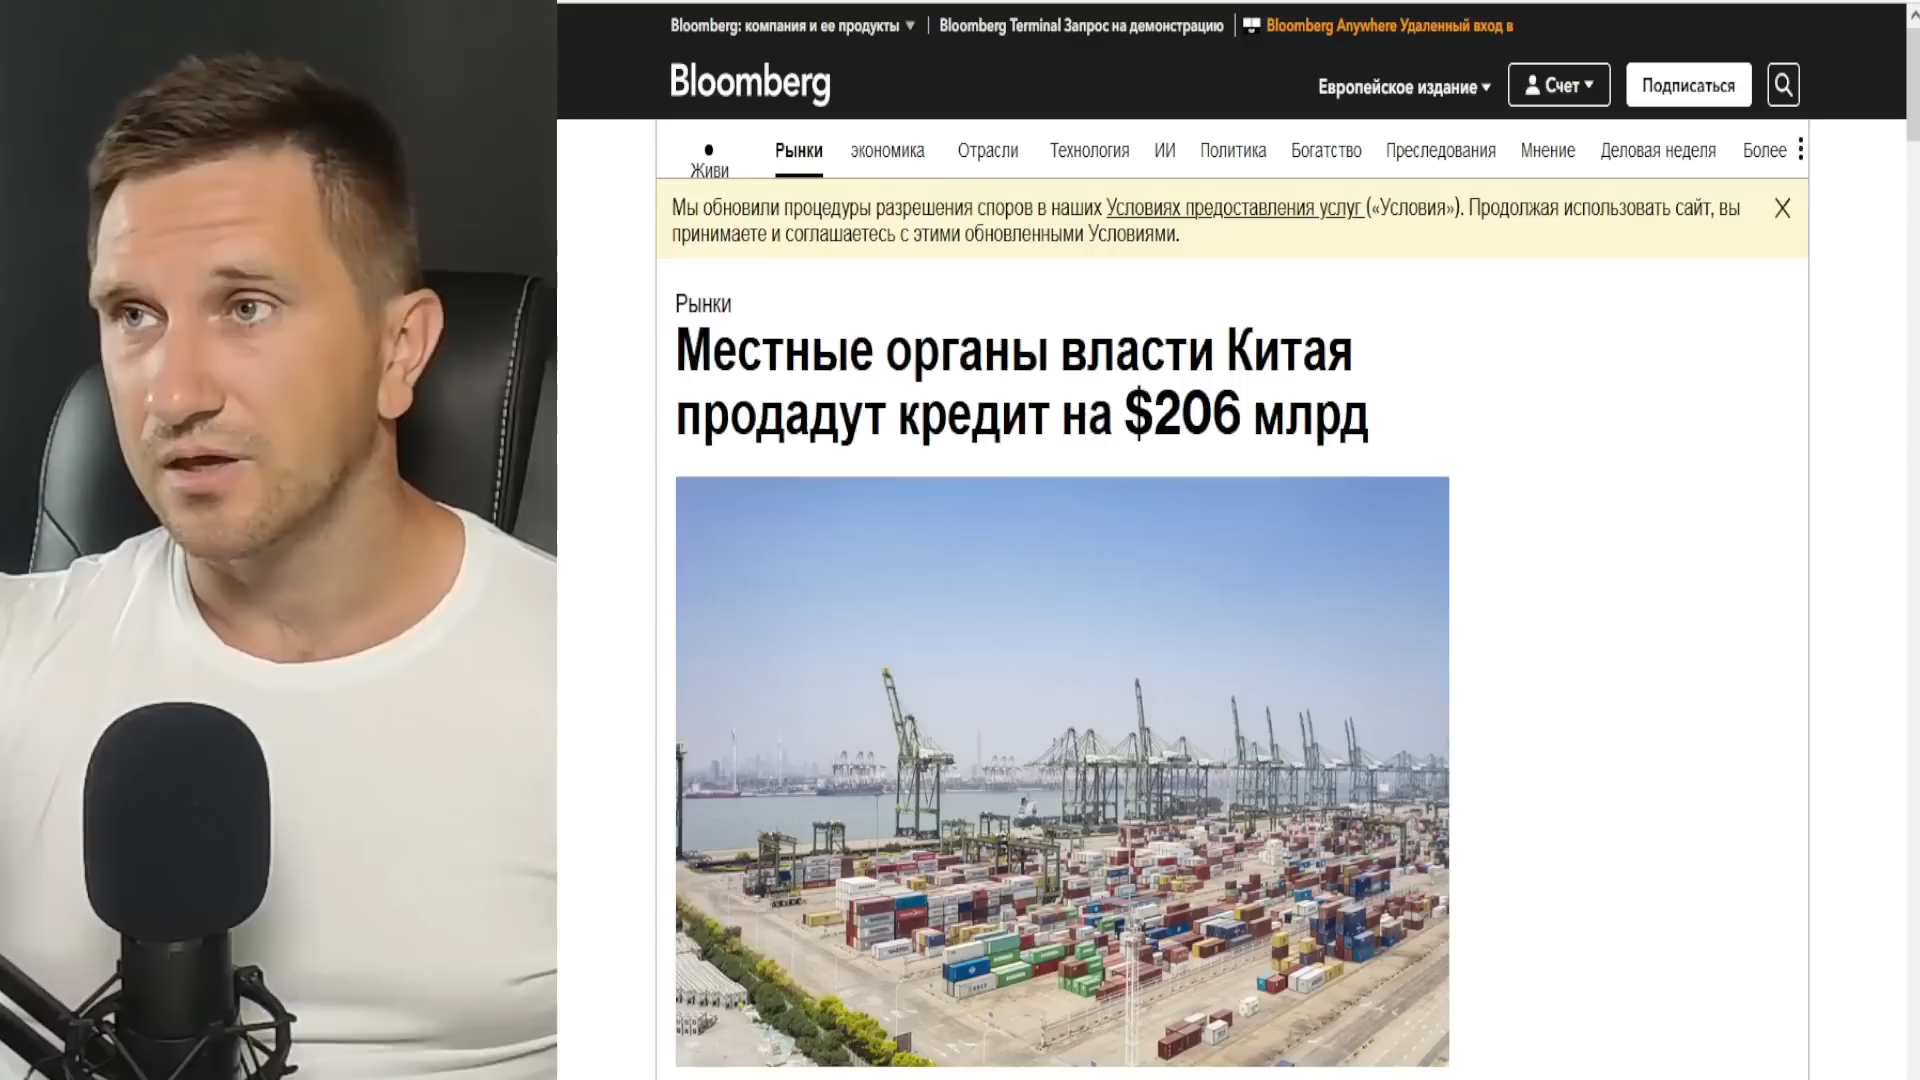 Bloomberg: компания и ее продукты
Bloomberg Terminal Запрос на демонстрацию
Bloomberg Anywhere Удаленный вход в
Bloomberg
Европейское издание
Счет
Подписаться
Живи
Рынки
экономика
Отрасли
Технология
ИИ
Политика
Богатство
Преследования
Мнение
Деловая неделя
Более
Мы обновили процедуры разрешения споров в наших Условиях предоставления услуг («Условия»). Продолжая использовать сайт, вы
принимаете и соглашаетесь с этими обновленными Условиями.
Рынки
Местные органы власти Китая
продадут кредит на $206 млрд